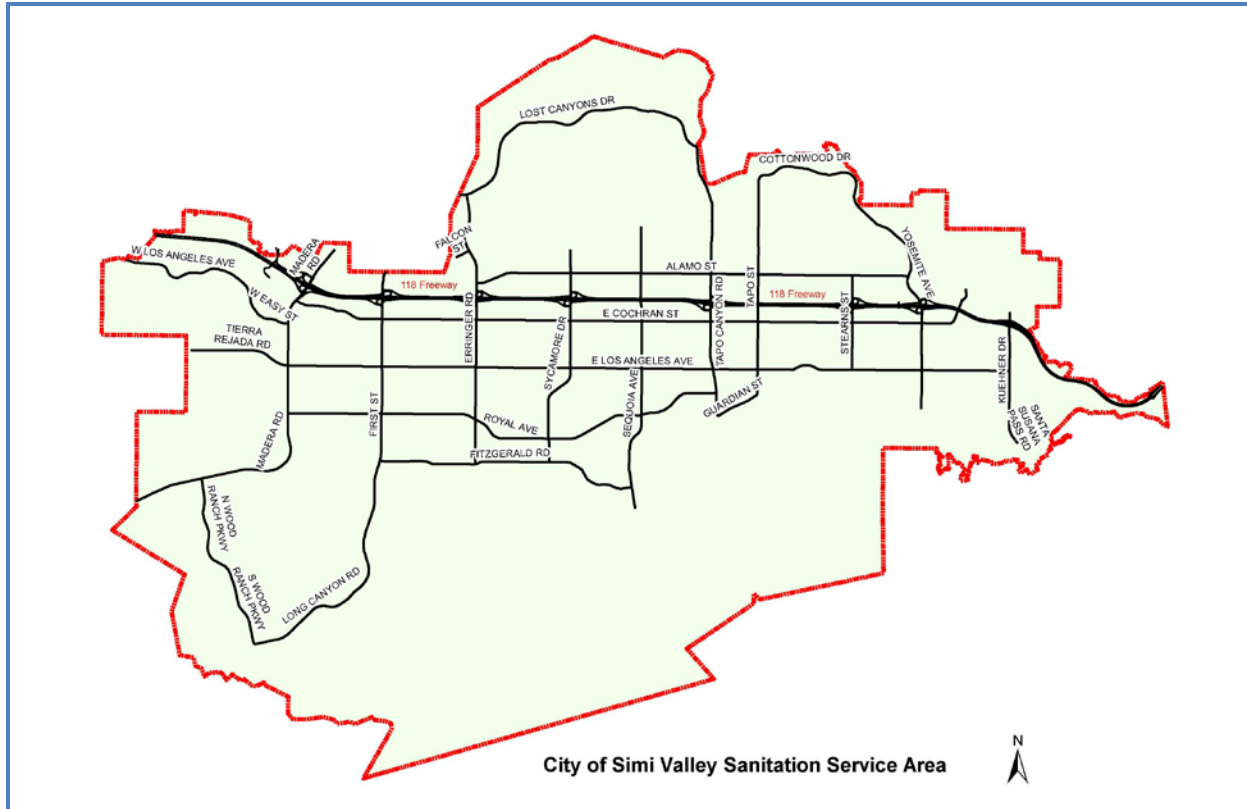 LOST CANYONS DR
COTTONWOOD DR
FALCON
ST
YOSEMITE AVE
W LOS ANGELES AVE
MADERA
RD
ALAMO ST
118 Freeway
118 Freeway
W EASY ST
E COCHRAN ST
TAPO ST
TAPO CANYON RD
STEARNS ST
ERRINGER RD
SYCAMORE DR
TIERRA
REJADA RD
E LOS ANGELES AVE
KUEHNER DR
FIRST ST
SEQUOIA AVE
GUARDIAN ST
MADERA RD
ROYAL AVE
SANTA
SUSANA
PASS RD
FITZGERALD RD
N WOOD
RANCH PKWY
S WOOD
RANCH PKWY
LONG CANYON RD
City of Simi Valley Sanitation Service Area
N